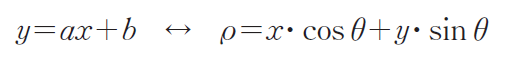 y=ax+b ↔ ρ=x· cos θ+y· sin θ